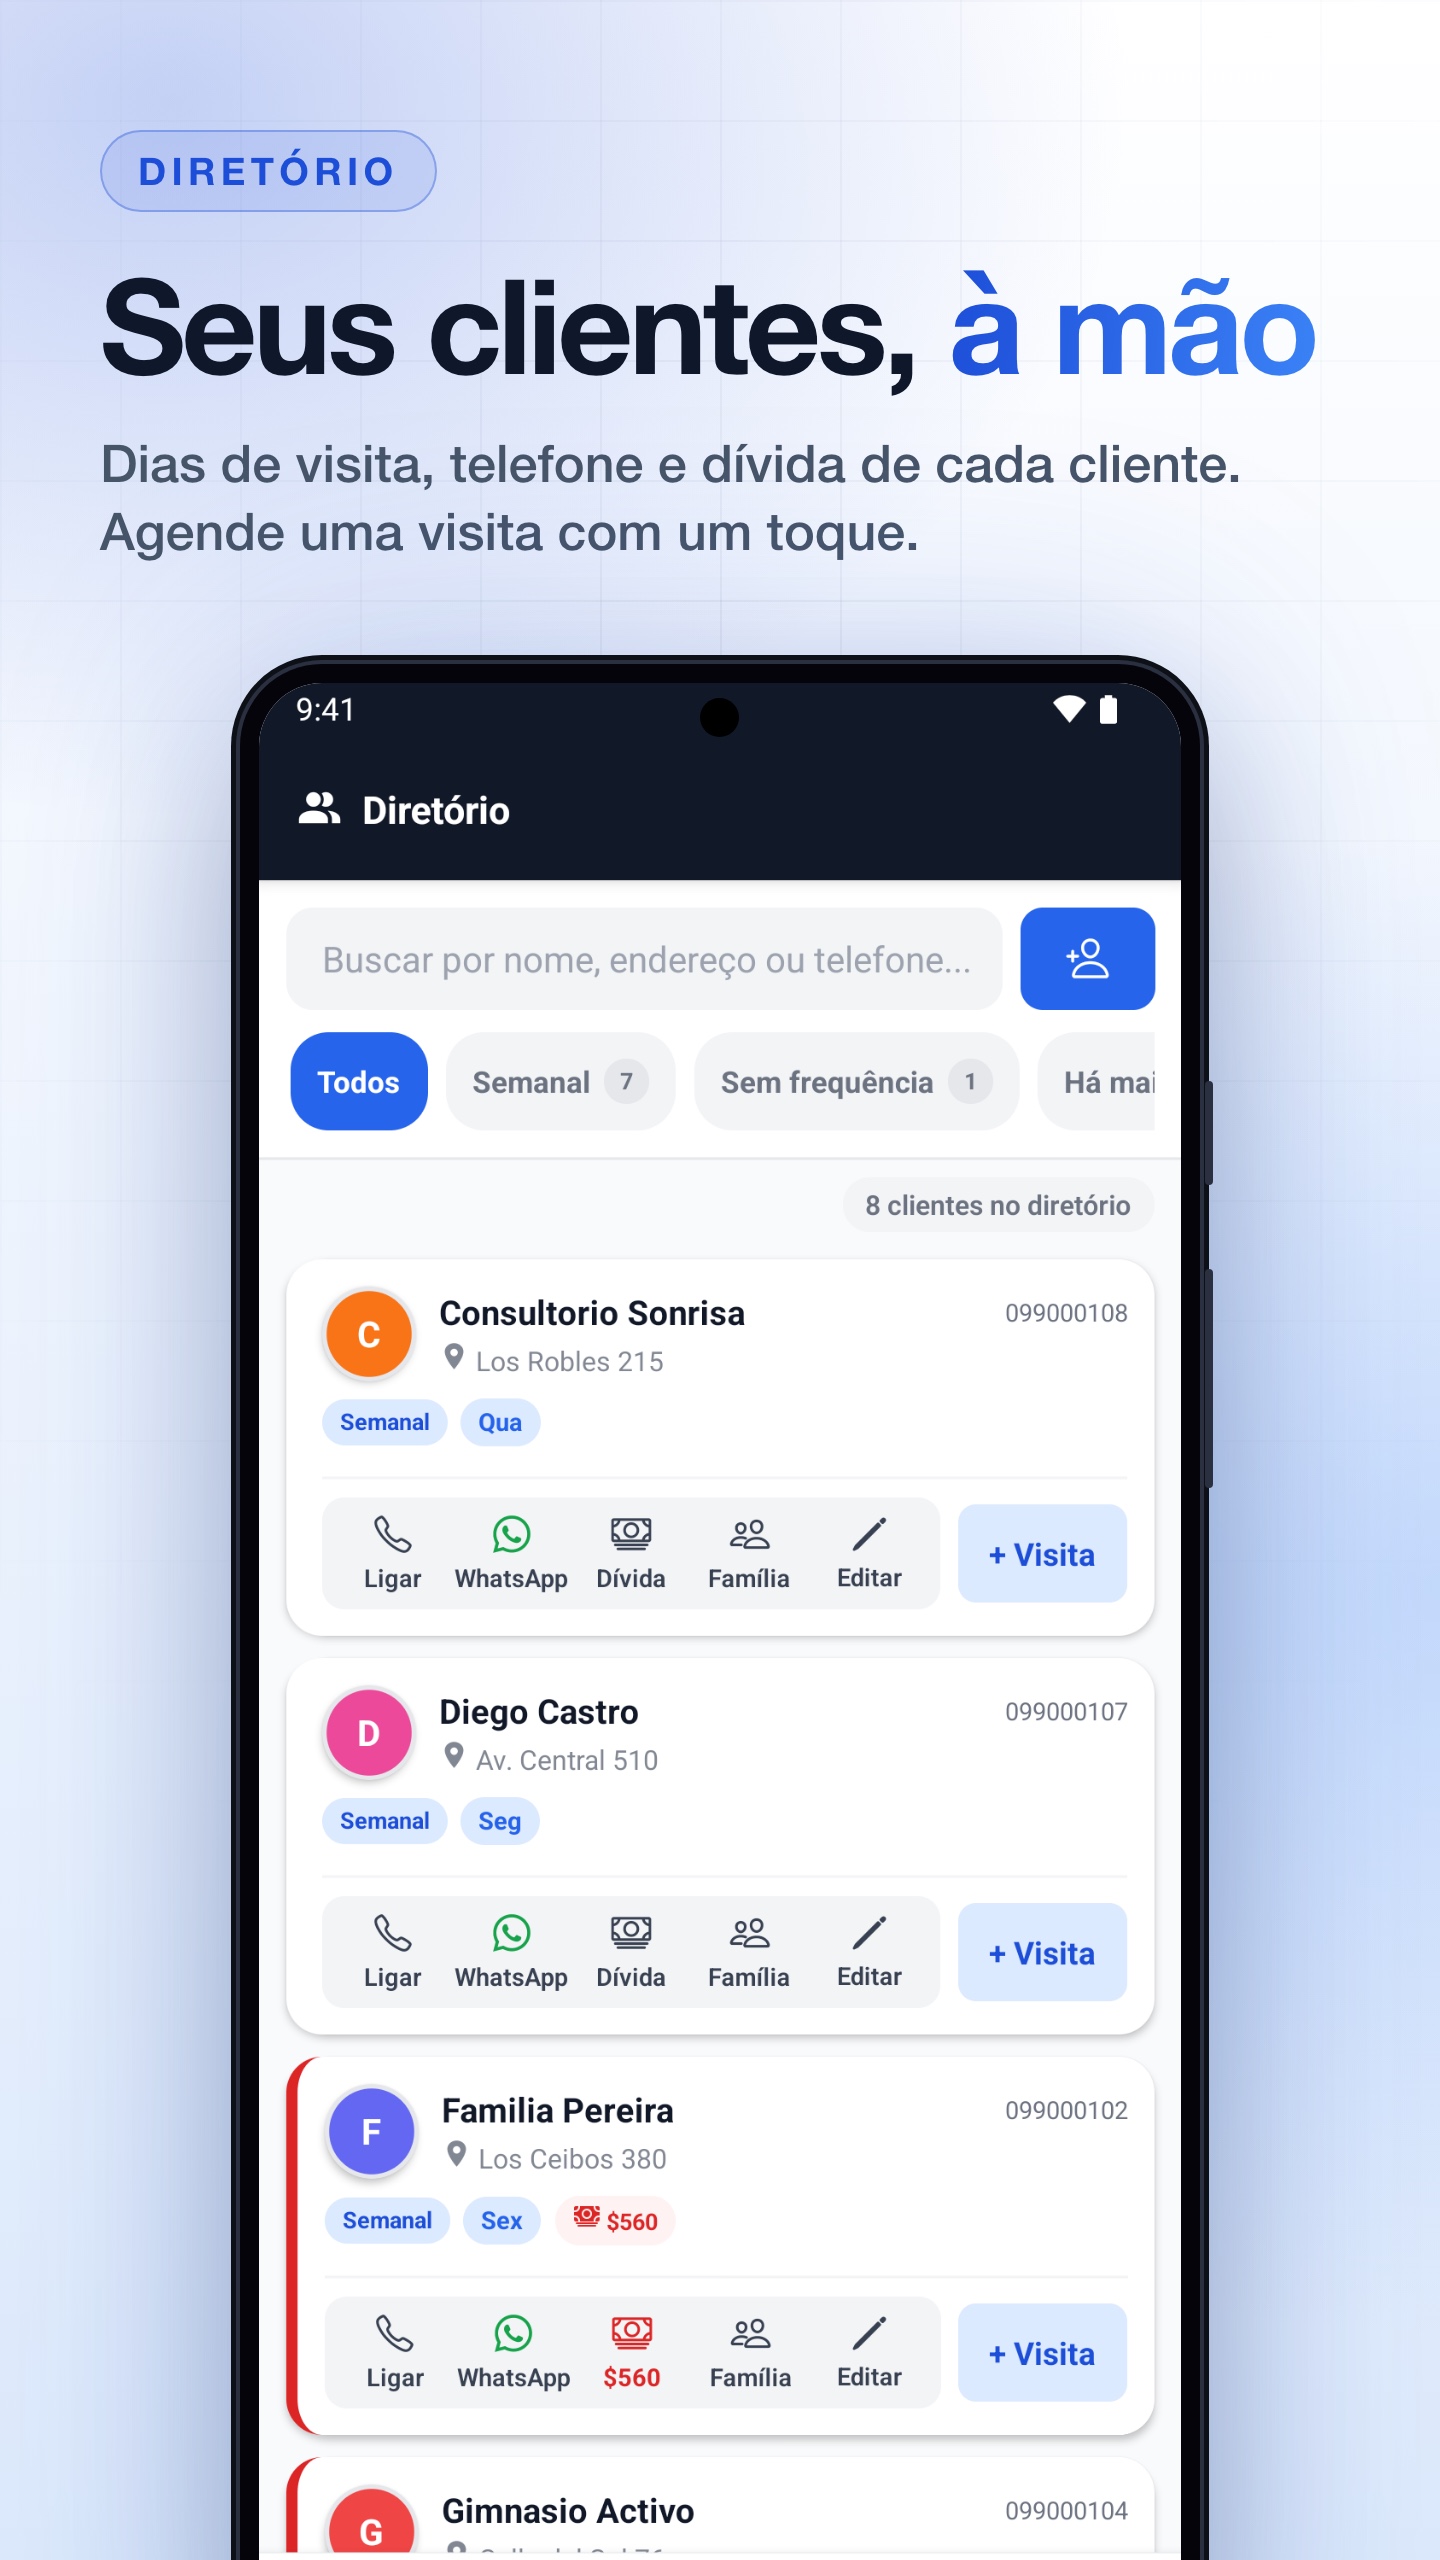 DIRETÓRIO
Seus clientes, à mão
Dias de visita, telefone e dívida de cada cliente.
Agende uma visita com um toque.
9:41
Diretório
Buscar por nome, endereço ou telefone...
Todos Semanal 7 Sem frequência 1 Há mai
8 clientes no diretório
C Consultorio Sonrisa 099000108
Los Robles 215
Semanal Qua
Ligar WhatsApp Dívida Família Editar + Visita
D Diego Castro 099000107
Av. Central 510
Semanal Seg
Ligar WhatsApp Dívida Família Editar + Visita
F Familia Pereira 099000102
Los Ceibos 380
Semanal Sex $560
Ligar WhatsApp $560 Família Editar + Visita
G Gimnasio Activo 099000104